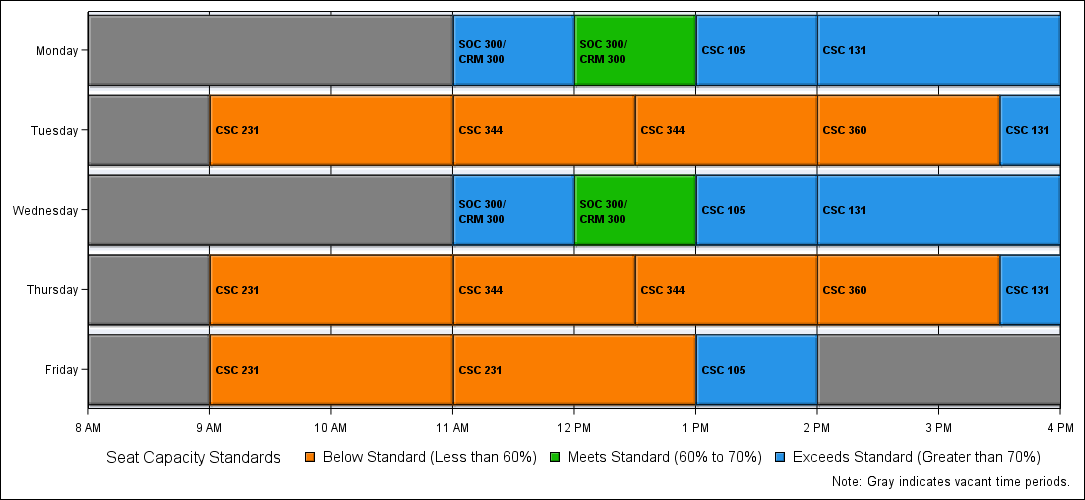 Monday
SOC 300/
CRM 300
SOC 300/
CRM 300
CSC 105
CSC 131
Tuesday
CSC 231
CSC 344
CSC 344
CSC 360
CSC 131
Wednesday
SOC 300/
CRM 300
SOC 300/
CRM 300
CSC 105
CSC 131
Thursday
CSC 231
CSC 344
CSC 344
CSC 360
CSC 131
Friday
CSC 231
CSC 231
CSC 105
8 AM 9 AM 10 AM 11 AM 12 PM 1 PM 2 PM 3 PM 4 PM
Seat Capacity Standards Below Standard (Less than 60%) Meets Standard (60% to 70%) Exceeds Standard (Greater than 70%)
Note: Gray indicates vacant time periods.